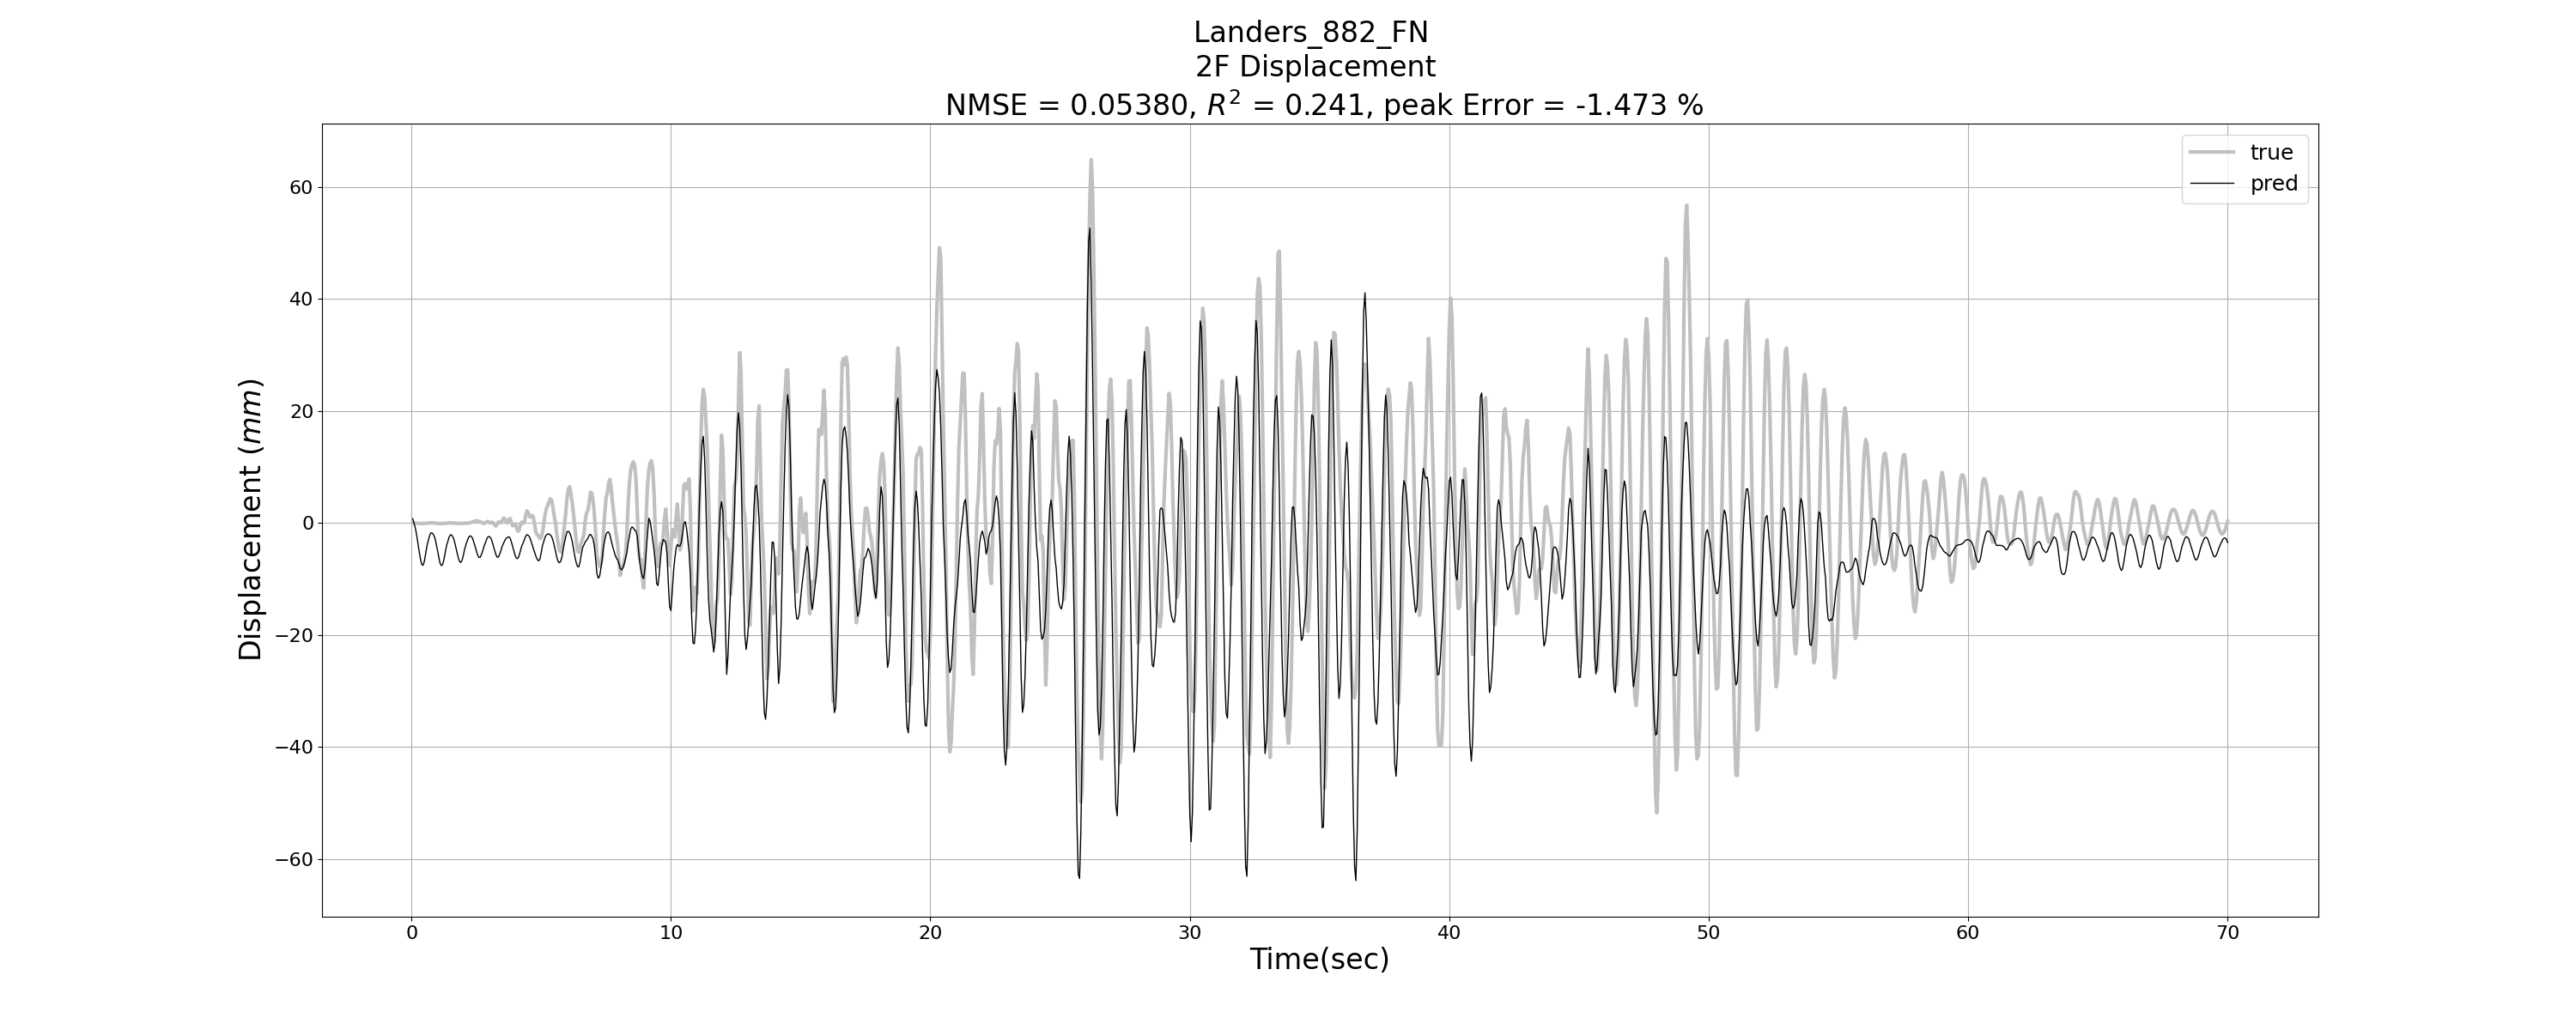 Landers_882_FN
2F Displacement
NMSE = 0.05380, R² = 0.241, peak Error = -1.473 %
true
pred
60
40
20
0
−20
−40
−60
Displacement (mm)
0 10 20 30 40 50 60 70
Time(sec)